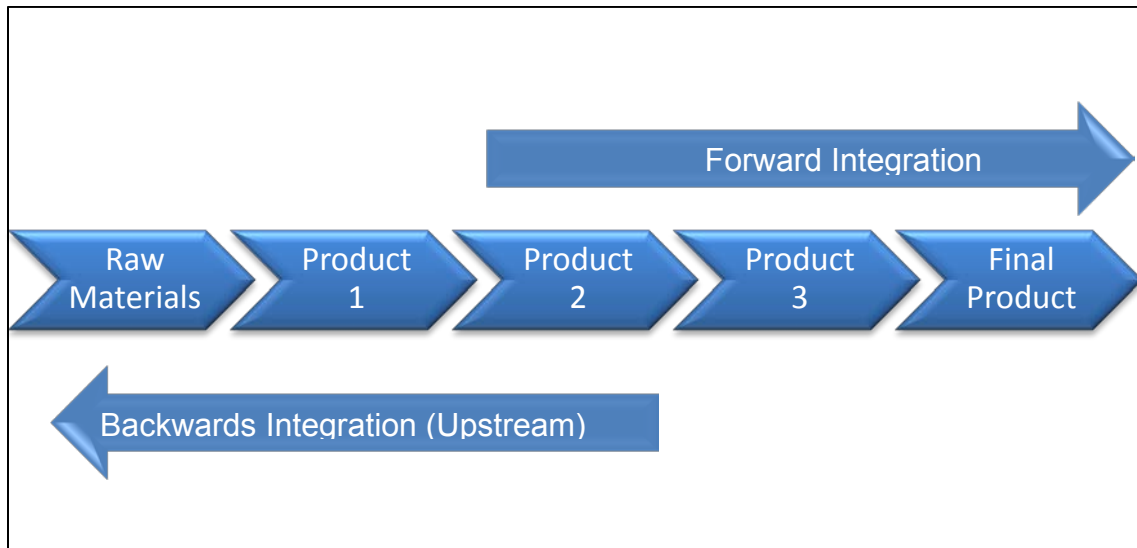 Forward Integration
Raw
Materials
Product
1
Product
2
Product
3
Final
Product
Backwards Integration (Upstream)